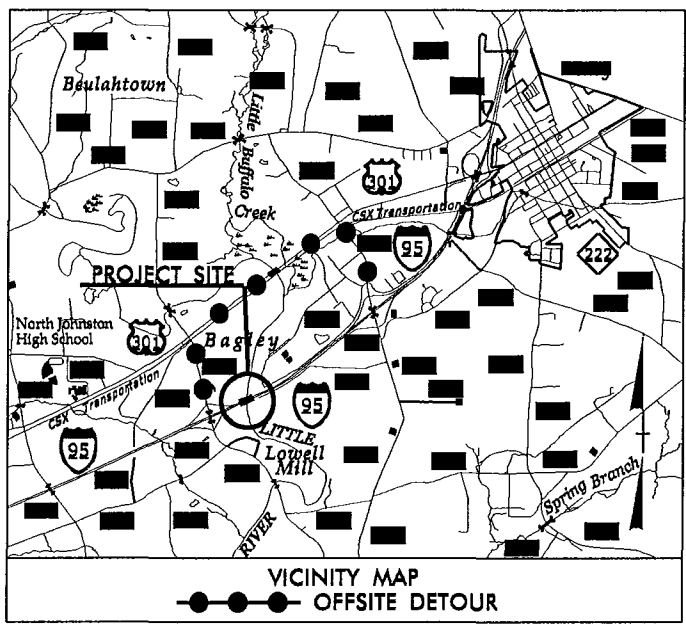 Beulahtown
Little
Buffalo
Creek
301
CSX Transportation
95
222
PROJECT SITE
North Johnston
High School
301
Bagley
CSX Transportation
95
95
LITTLE
Lowell
Mill
RIVER
Spring Branch
VICINITY MAP
OFFSITE DETOUR